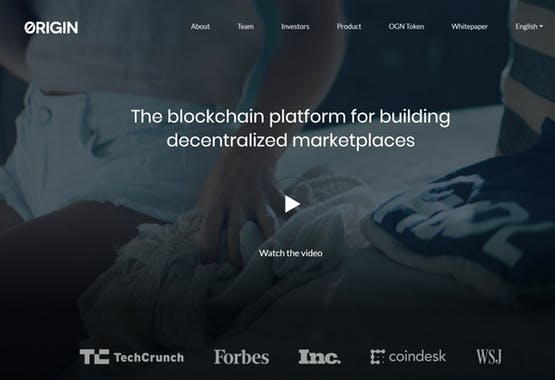 ORIGIN
About Team Investors Product OGN Token Whitepaper English
The blockchain platform for building
decentralized marketplaces
Watch the video
TC TechCrunch Forbes Inc. coindesk WSJ